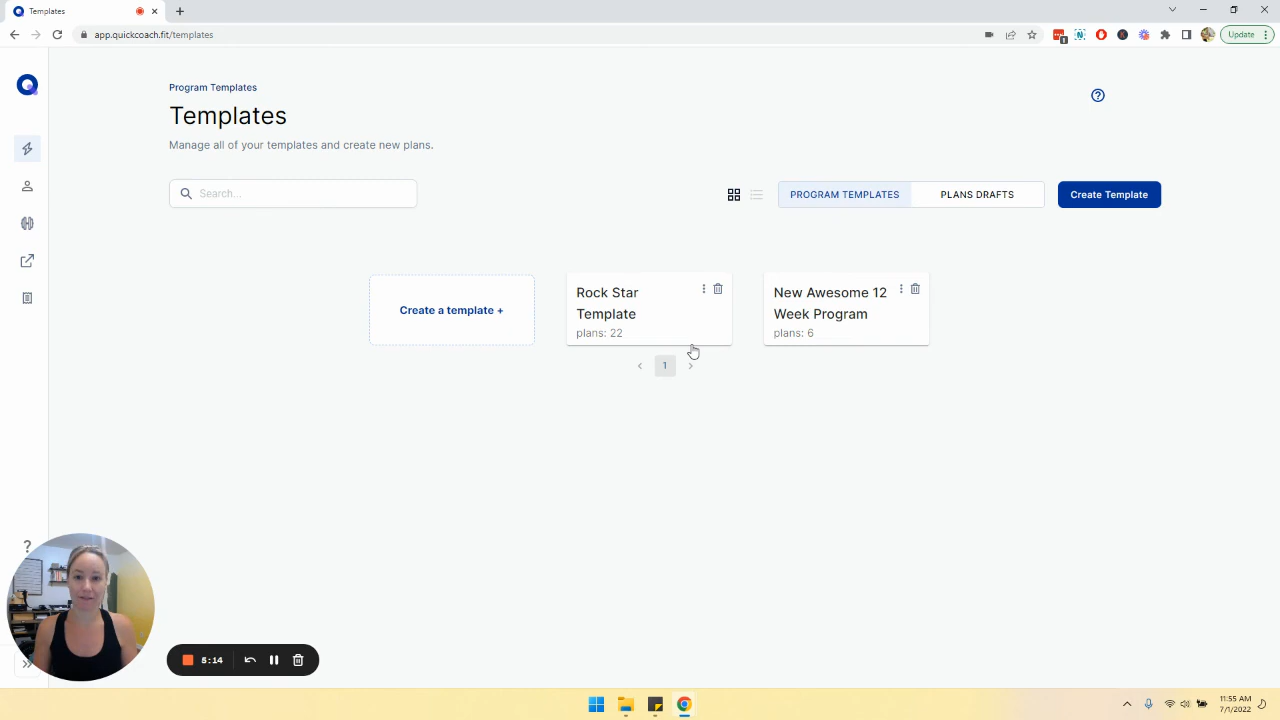 Templates
app.quickcoach.fit/templates
Update
1
Program Templates
Templates
Manage all of your templates and create new plans.
Search...
PROGRAM TEMPLATES
PLANS DRAFTS
Create Template
Create a template +
Rock Star
Template
plans: 22
New Awesome 12
Week Program
plans: 6
1
5:14
11:55 AM
7/1/2022